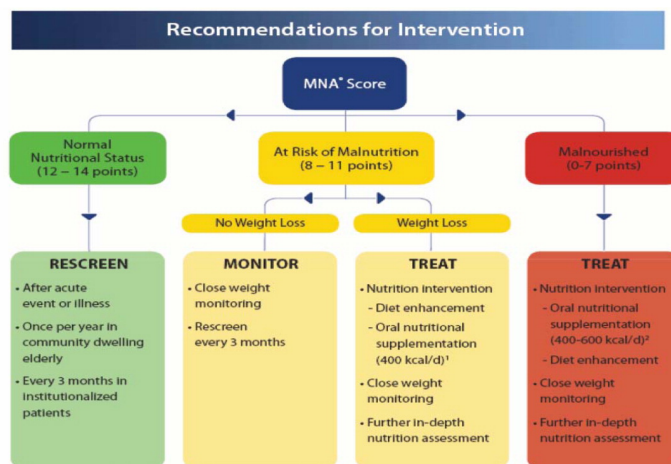 Recommendations for Intervention
MNA® Score
Normal
Nutritional Status
(12 – 14 points)
At Risk of Malnutrition
(8 – 11 points)
Malnourished
(0-7 points)
No Weight Loss
Weight Loss
RESCREEN
• After acute
event or illness
• Once per year in
community dwelling
elderly
• Every 3 months in
institutionalized
patients
MONITOR
• Close weight
monitoring
• Rescreen
every 3 months
TREAT
• Nutrition intervention
- Diet enhancement
- Oral nutritional
supplementation
(400 kcal/d)¹
• Close weight
monitoring
• Further in-depth
nutrition assessment
TREAT
• Nutrition intervention
- Oral nutritional
supplementation
(400-600 kcal/d)²
- Diet enhancement
• Close weight
monitoring
• Further in-depth
nutrition assessment